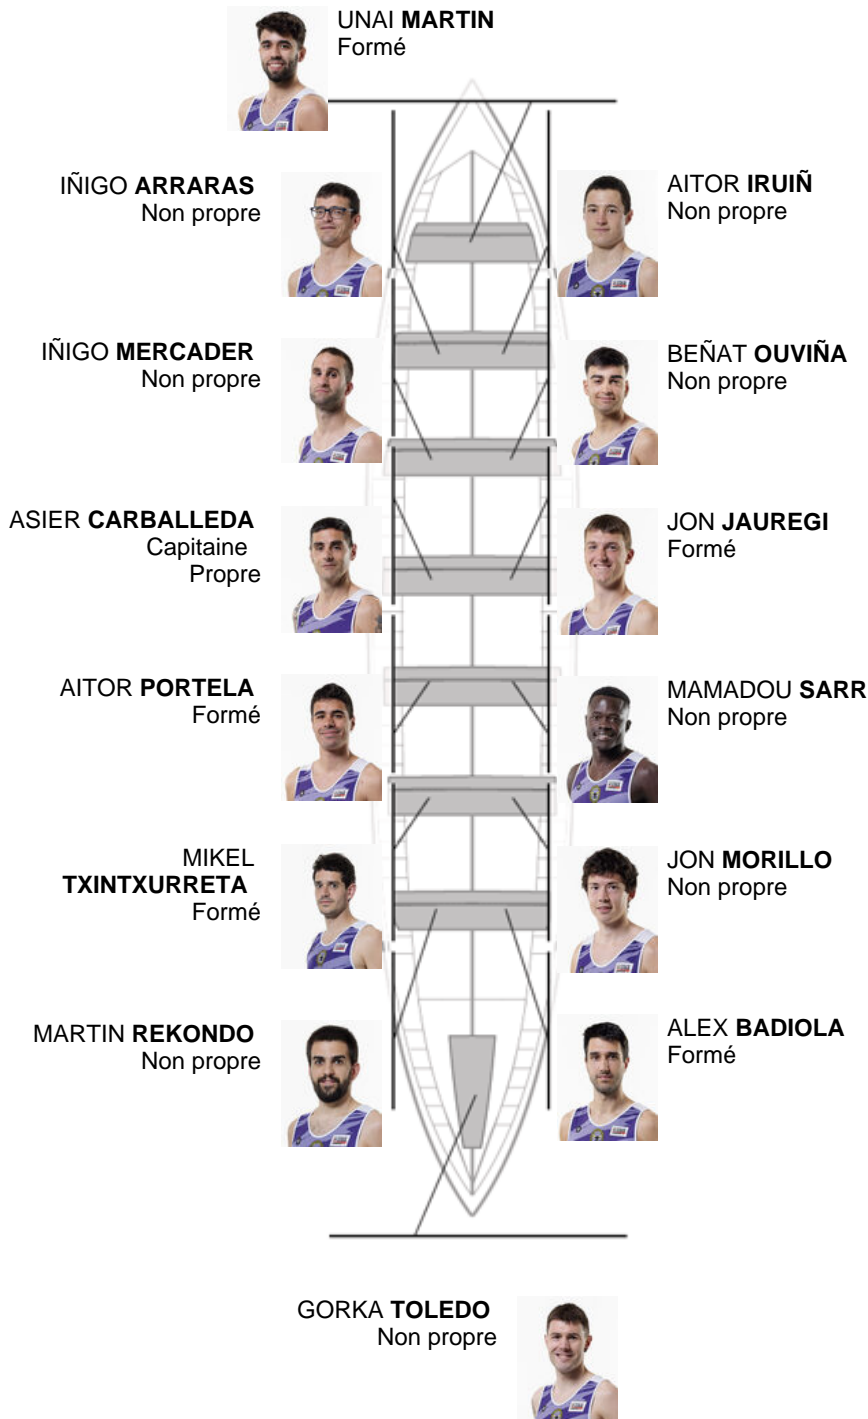 UNAI MARTIN
Formé
IÑIGO ARRARAS
Non propre
AITOR IRUIÑ
Non propre
IÑIGO MERCADER
Non propre
BEÑAT OUVIÑA
Non propre
ASIER CARBALLEDA
Capitaine
Propre
JON JAUREGI
Formé
AITOR PORTELA
Formé
MAMADOU SARR
Non propre
MIKEL
TXINTXURRETA
Formé
JON MORILLO
Non propre
MARTIN REKONDO
Non propre
ALEX BADIOLA
Formé
GORKA TOLEDO
Non propre